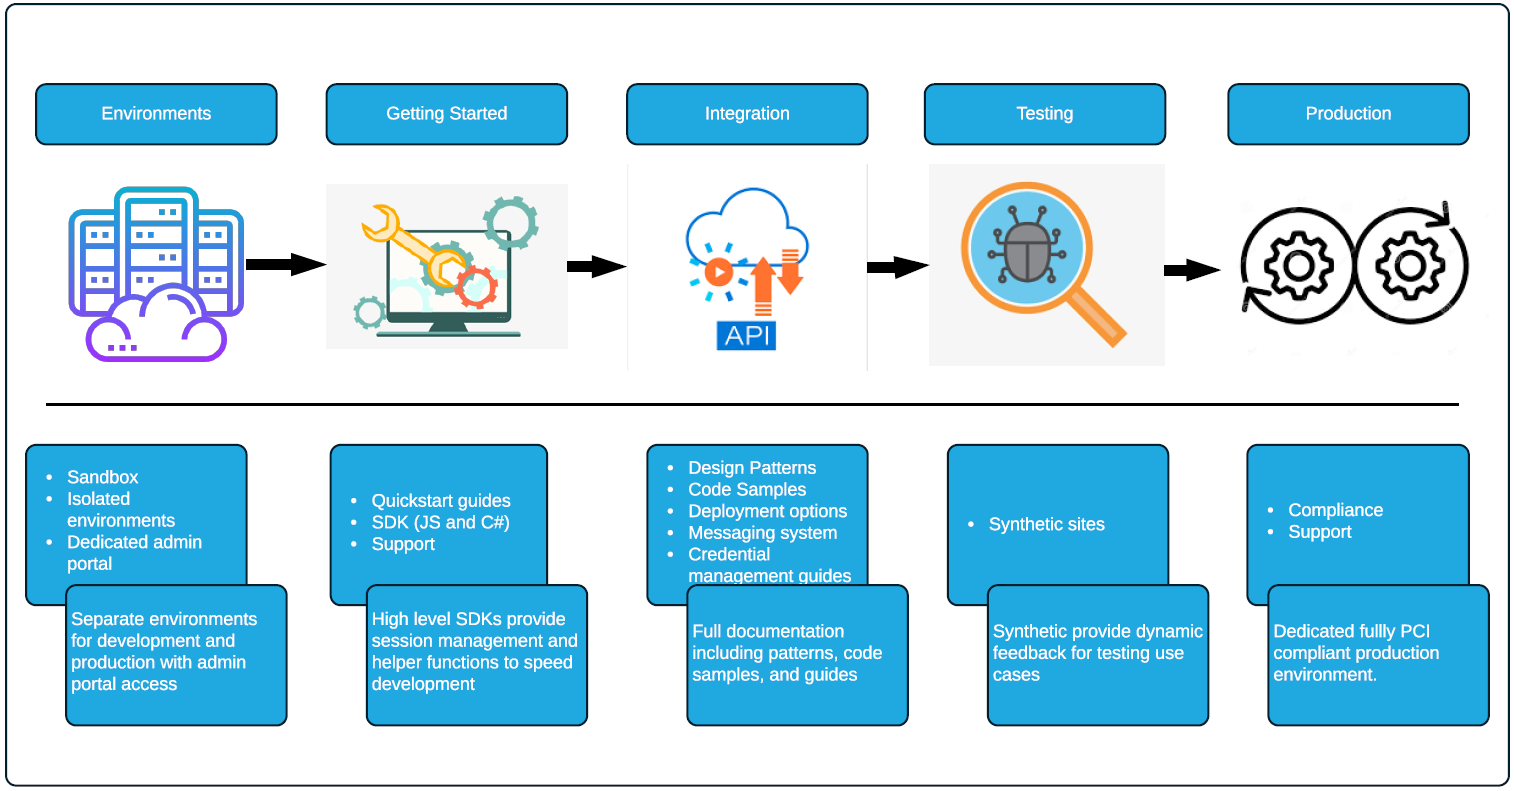 Environments
Getting Started
Integration
Testing
Production
API
• Sandbox
• Isolated
environments
• Dedicated admin
portal
Separate environments
for development and
production with admin
portal access
• Quickstart guides
• SDK (JS and C#)
• Support
High level SDKs provide
session management and
helper functions to speed
development
• Design Patterns
• Code Samples
• Deployment options
• Messaging system
• Credential
management guides
Full documentation
including patterns, code
samples, and guides
• Synthetic sites
Synthetic provide dynamic
feedback for testing use
cases
• Compliance
• Support
Dedicated fullly PCI
compliant production
environment.